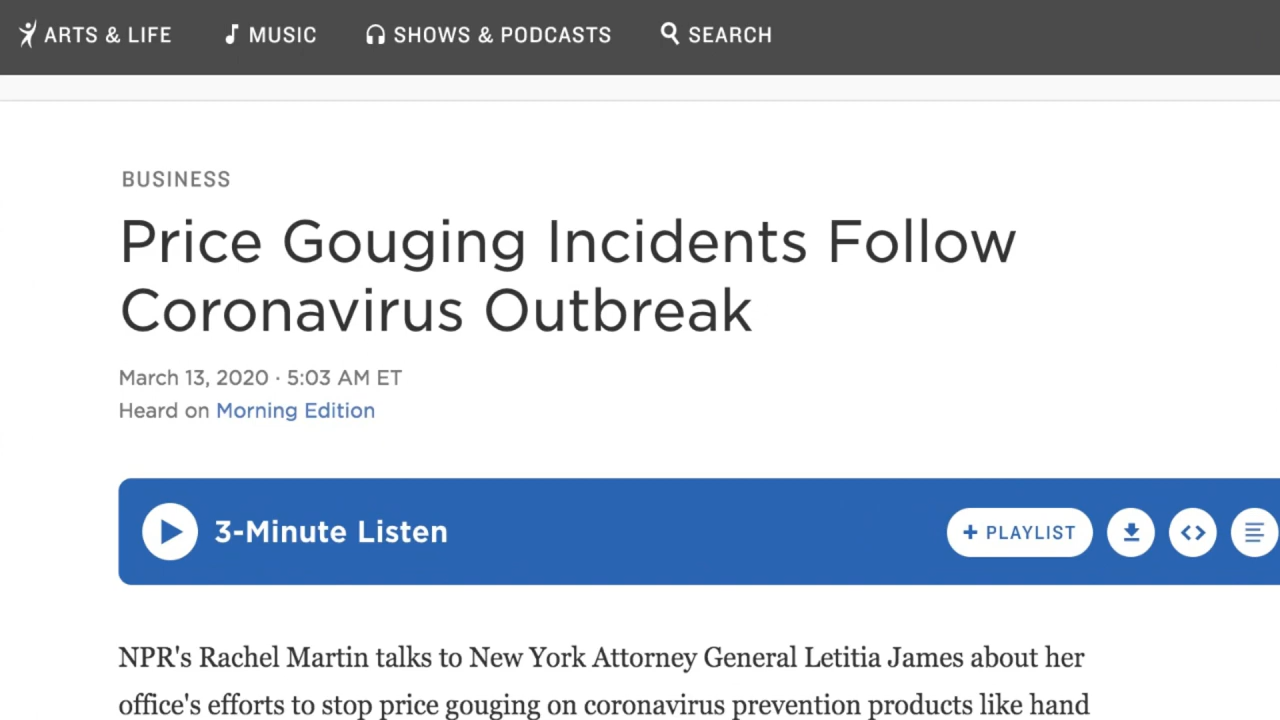 ARTS & LIFE MUSIC SHOWS & PODCASTS SEARCH
BUSINESS
Price Gouging Incidents Follow
Coronavirus Outbreak
March 13, 2020 · 5:03 AM ET
Heard on Morning Edition
3-Minute Listen + PLAYLIST
NPR's Rachel Martin talks to New York Attorney General Letitia James about her
office's efforts to stop price gouging on coronavirus prevention products like hand